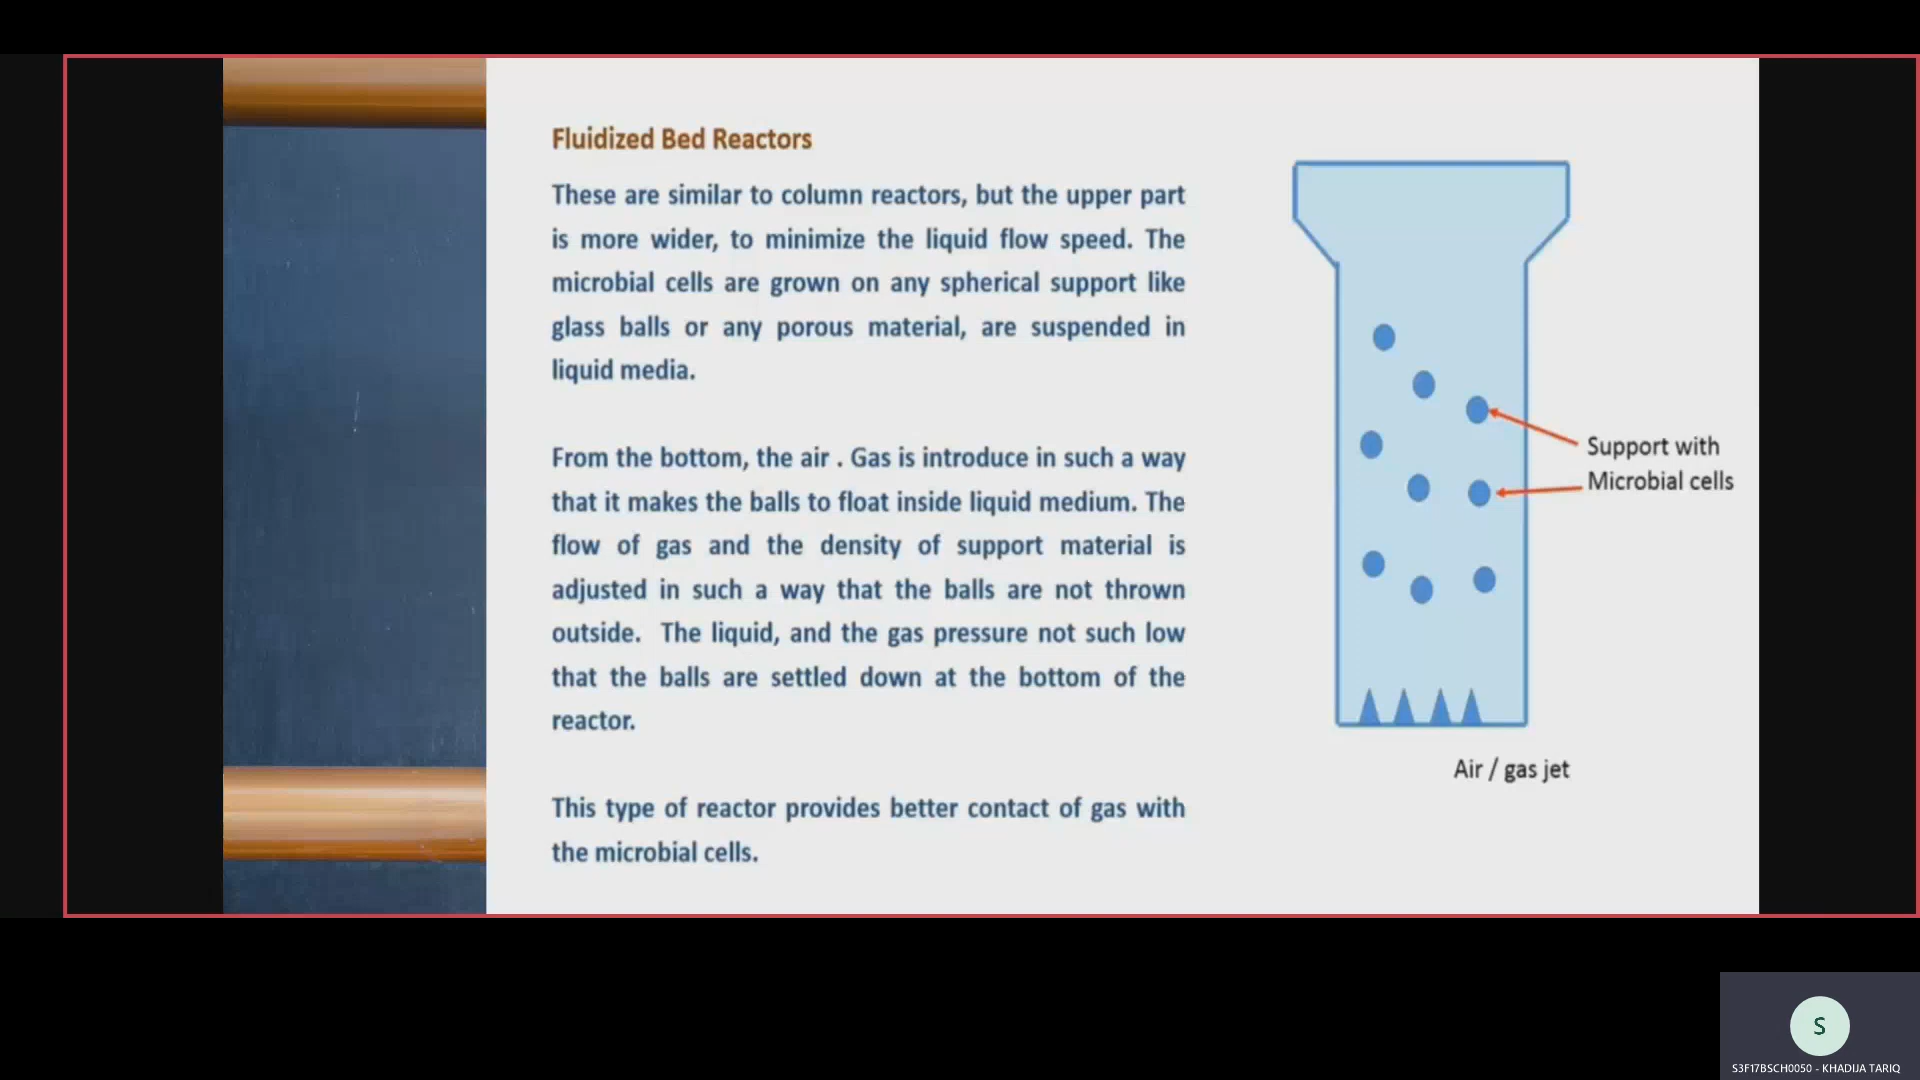 Fluidized Bed Reactors
These are similar to column reactors, but the upper part
is more wider, to minimize the liquid flow speed. The
microbial cells are grown on any spherical support like
glass balls or any porous material, are suspended in
liquid media.
From the bottom, the air . Gas is introduce in such a way
that it makes the balls to float inside liquid medium. The
flow of gas and the density of support material is
adjusted in such a way that the balls are not thrown
outside. The liquid, and the gas pressure not such low
that the balls are settled down at the bottom of the
reactor.
This type of reactor provides better contact of gas with
the microbial cells.
Support with
Microbial cells
Air / gas jet
S
S3F17BSCH0050 - KHADIJA TARIQ